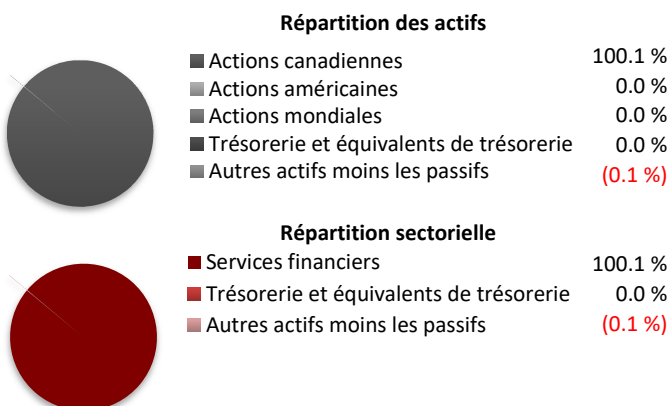 Répartition des actifs
Actions canadiennes 100.1 %
Actions américaines 0.0 %
Actions mondiales 0.0 %
Trésorerie et équivalents de trésorerie 0.0 %
Autres actifs moins les passifs (0.1 %)
Répartition sectorielle
Services financiers 100.1 %
Trésorerie et équivalents de trésorerie 0.0 %
Autres actifs moins les passifs (0.1 %)